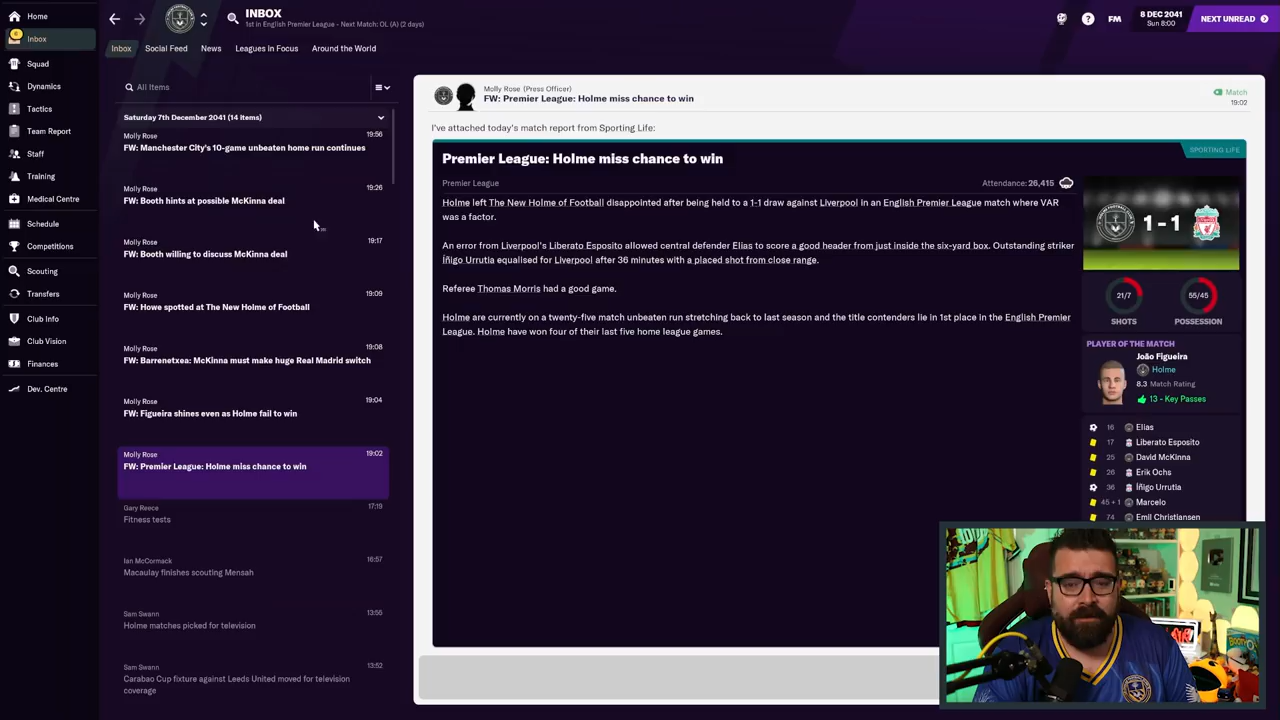 Home
Inbox
6
Squad
Dynamics
Tactics
Team Report
Staff
Training
Medical Centre
Schedule
Competitions
Scouting
Transfers
Club Info
Club Vision
Finances
Dev. Centre
INBOX
1st in English Premier League - Next Match: OL (A) (2 days)
FM
8 DEC 2041
Sun 8:00
NEXT UNREAD
Inbox
Social Feed
News
Leagues in Focus
Around the World
All Items
Saturday 7th December 2041 (14 items)
Molly Rose 19:56
FW: Manchester City's 10-game unbeaten home run continues
Molly Rose 19:26
FW: Booth hints at possible McKinna deal
Molly Rose 19:17
FW: Booth willing to discuss McKinna deal
Molly Rose 19:09
FW: Howe spotted at The New Holme of Football
Molly Rose 19:08
FW: Barrenetxea: McKinna must make huge Real Madrid switch
Molly Rose 19:04
FW: Figueira shines even as Holme fail to win
Molly Rose 19:02
FW: Premier League: Holme miss chance to win
Gary Reece 17:19
Fitness tests
Ian McCormack 16:57
Macaulay finishes scouting Mensah
Sam Swann 13:55
Holme matches picked for television
Sam Swann 13:52
Carabao Cup fixture against Leeds United moved for television
coverage
Molly Rose (Press Officer)
FW: Premier League: Holme miss chance to win
Match
19:02
I've attached today's match report from Sporting Life:
SPORTING LIFE
Premier League: Holme miss chance to win
Premier League
Attendance: 26,415
Holme left The New Holme of Football disappointed after being held to a 1-1 draw against Liverpool in an English Premier League match where VAR
was a factor.
An error from Liverpool's Liberato Esposito allowed central defender Elias to score a good header from just inside the six-yard box. Outstanding striker
Íñigo Urrutia equalised for Liverpool after 36 minutes with a placed shot from close range.
Referee Thomas Morris had a good game.
Holme are currently on a twenty-five match unbeaten run stretching back to last season and the title contenders lie in 1st place in the English Premier
League. Holme have won four of their last five home league games.
1 - 1
21/7
SHOTS
55/45
POSSESSION
PLAYER OF THE MATCH
João Figueira
Holme
8.3 Match Rating
13 - Key Passes
16 Elias
17 Liberato Esposito
25 David McKinna
26 Erik Ochs
36 Íñigo Urrutia
45 + 1 Marcelo
74 Emil Christiansen